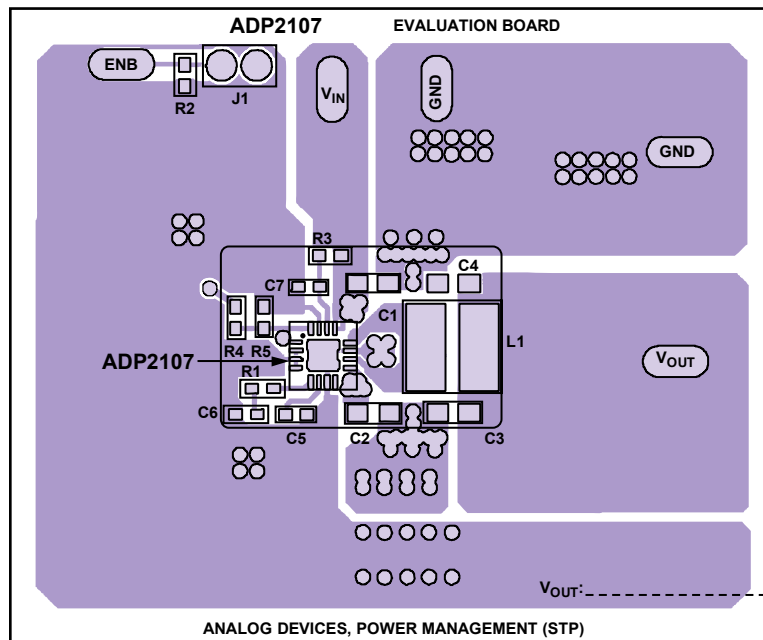 ADP2107 EVALUATION BOARD
ENB
R2
J1
VIN
GND
GND
R3
C7
C4
C1
L1
R4 R5
ADP2107
VOUT
R1
C6
C5
C2
C3
VOUT:
ANALOG DEVICES, POWER MANAGEMENT (STP)